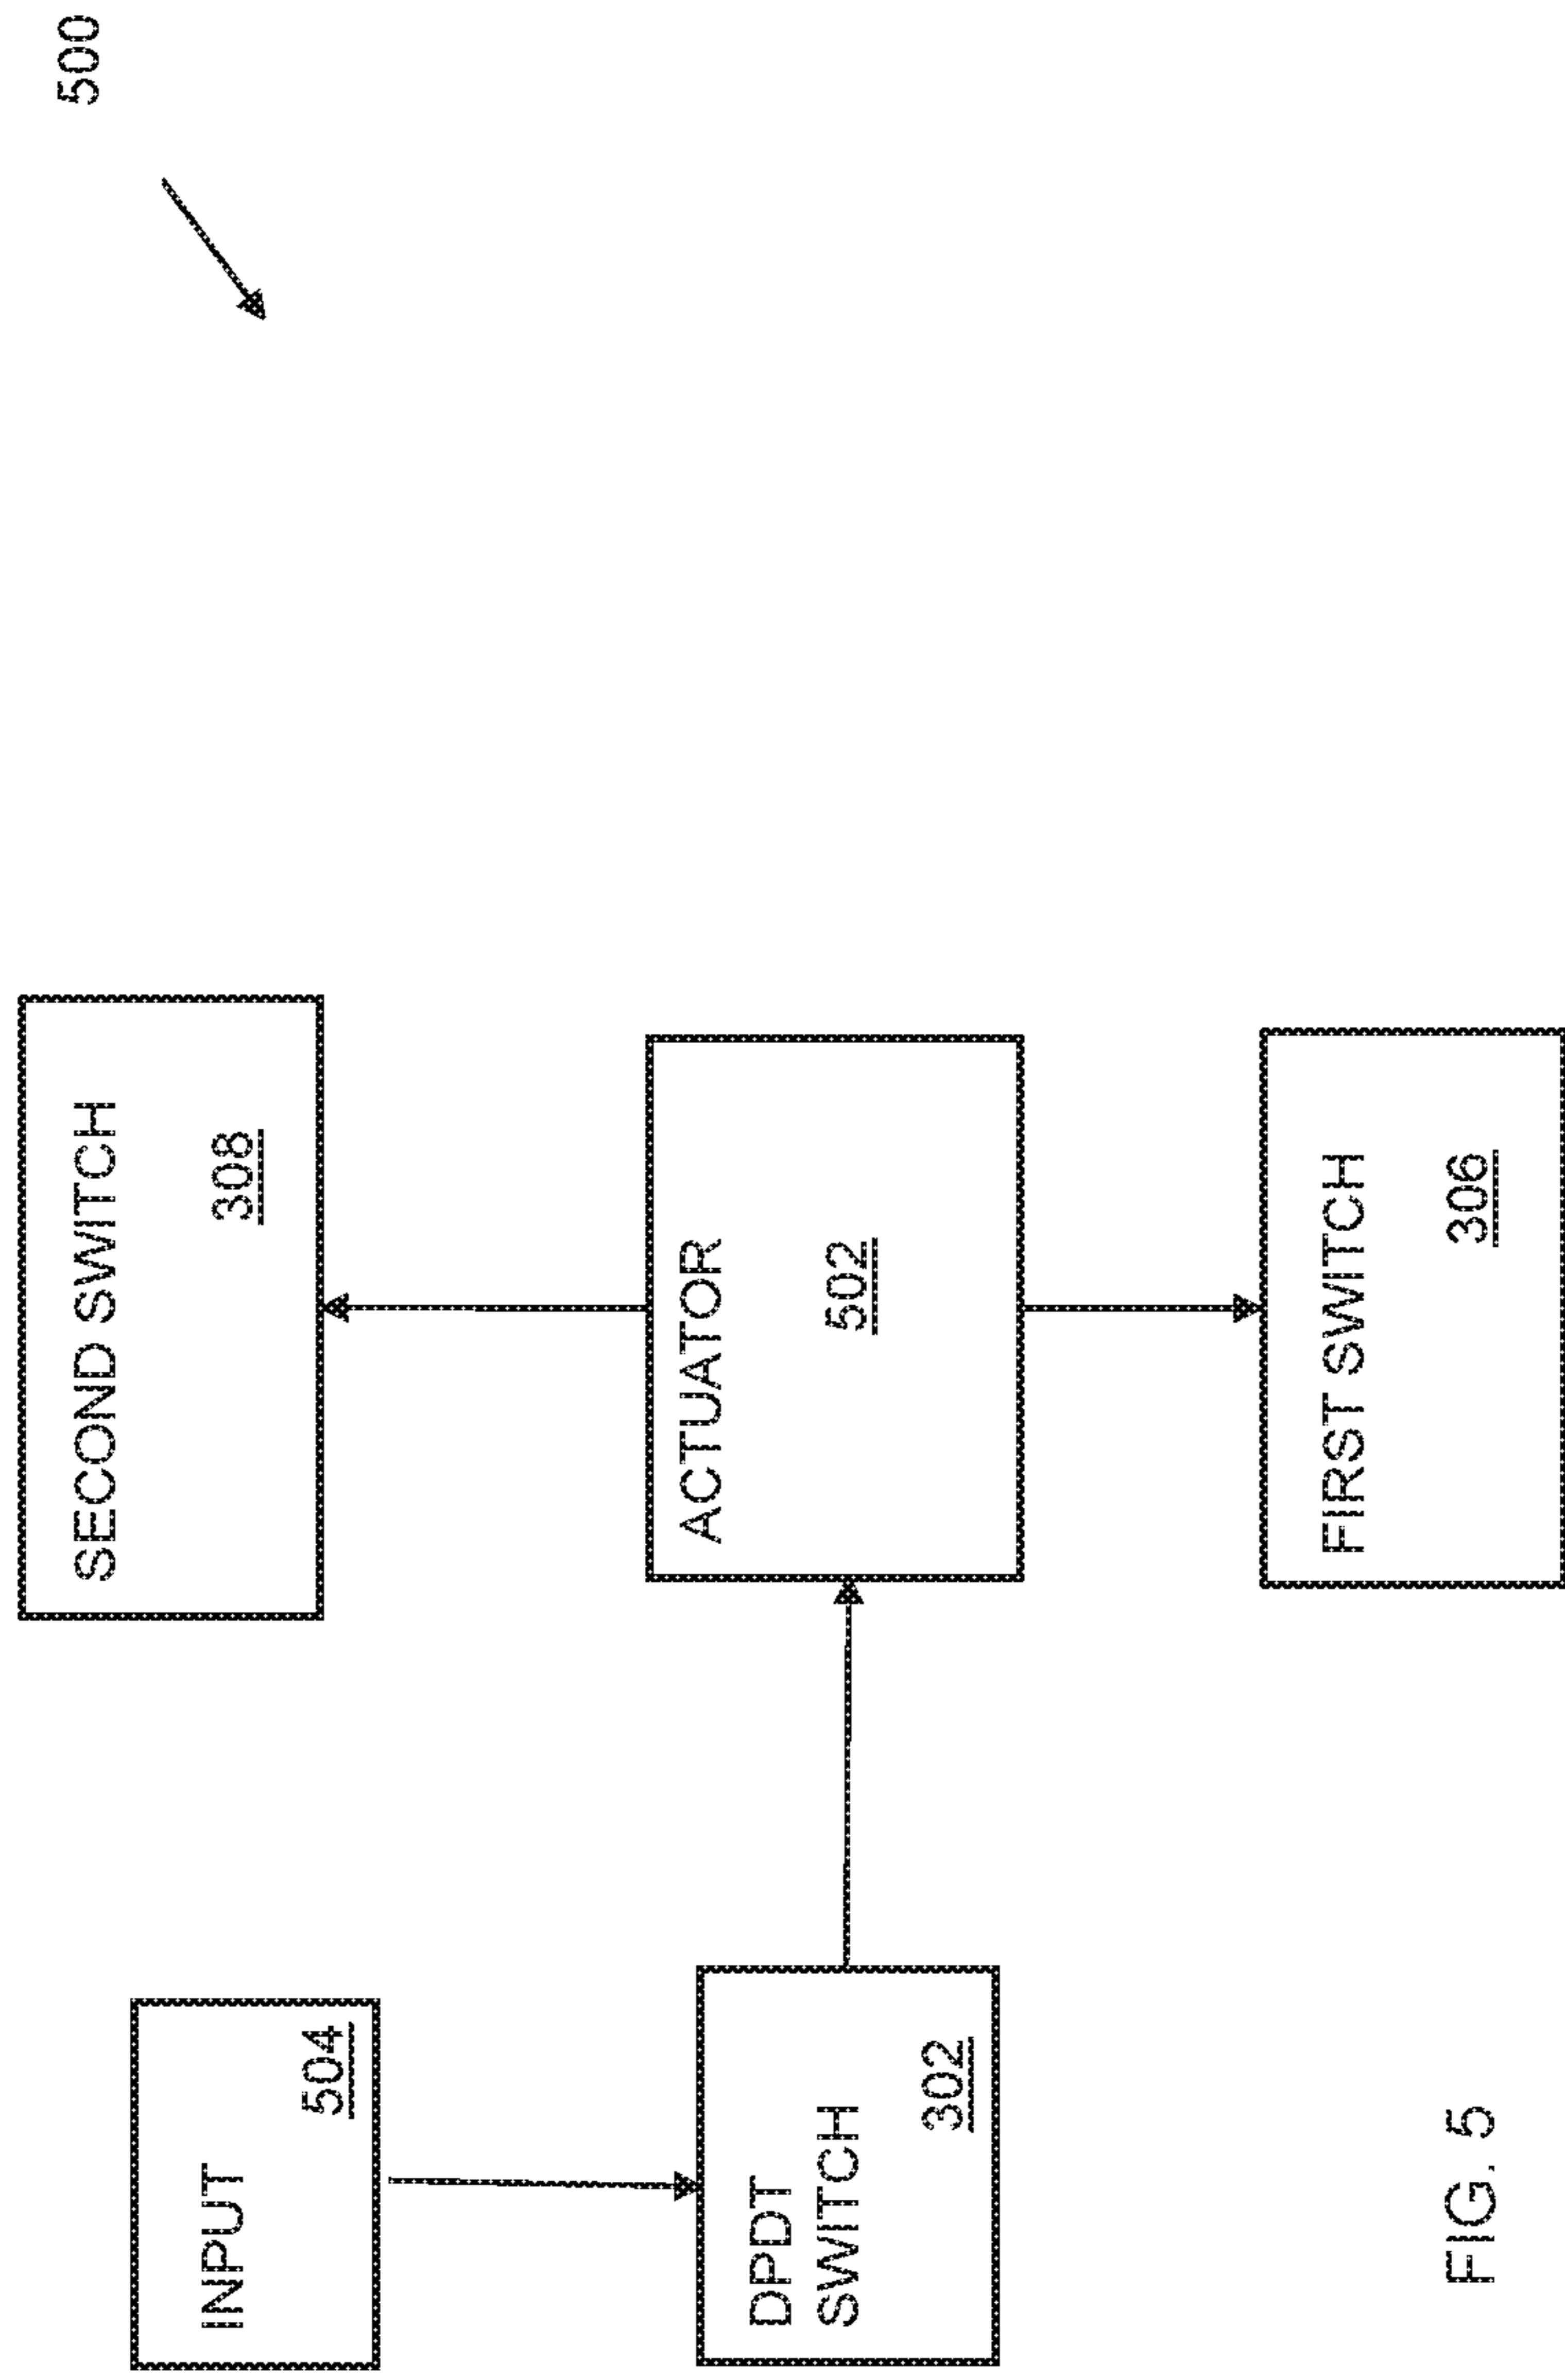 500
INPUT
504
SECOND SWITCH
308
DPDT
SWITCH
302
ACTUATOR
502
FIRST SWITCH
306
FIG. 5